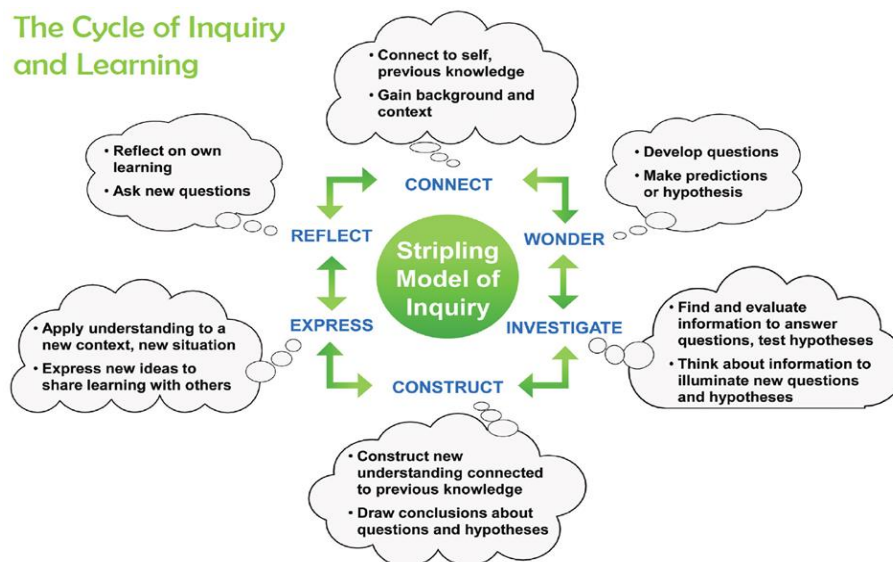 The Cycle of Inquiry
and Learning
• Connect to self,
previous knowledge
• Gain background and
context
• Reflect on own
learning
• Ask new questions
• Develop questions
• Make predictions
or hypothesis
CONNECT
REFLECT
WONDER
Stripling
Model of
Inquiry
EXPRESS
INVESTIGATE
• Apply understanding to a
new context, new situation
• Express new ideas to
share learning with others
• Find and evaluate
information to answer
questions, test hypotheses
• Think about information to
illuminate new questions
and hypotheses
CONSTRUCT
• Construct new
understanding connected
to previous knowledge
• Draw conclusions about
questions and hypotheses